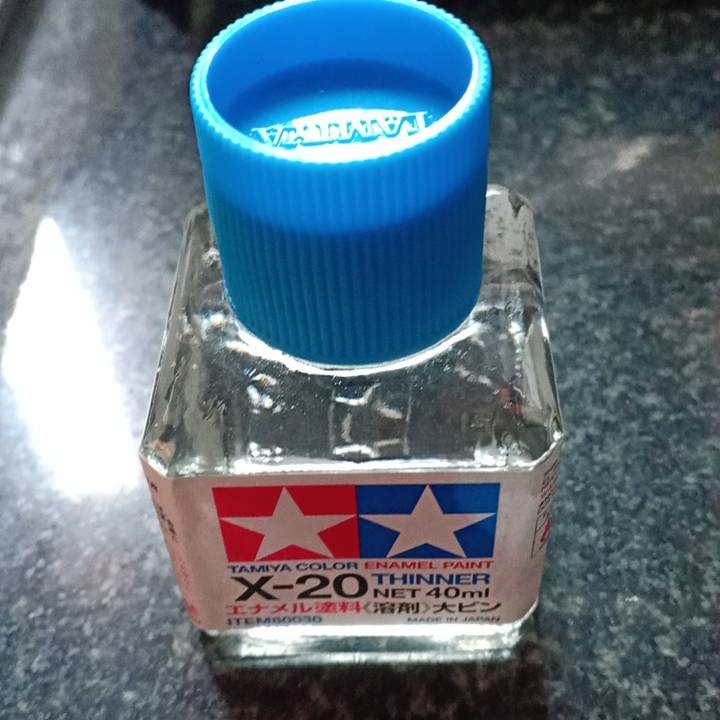 TAMIYA
TAMIYA COLOR ENAMEL PAINT
X-20 THINNER
NET 40ml
エナメル塗料《溶剤》大ビン
ITEM80030 MADE IN JAPAN